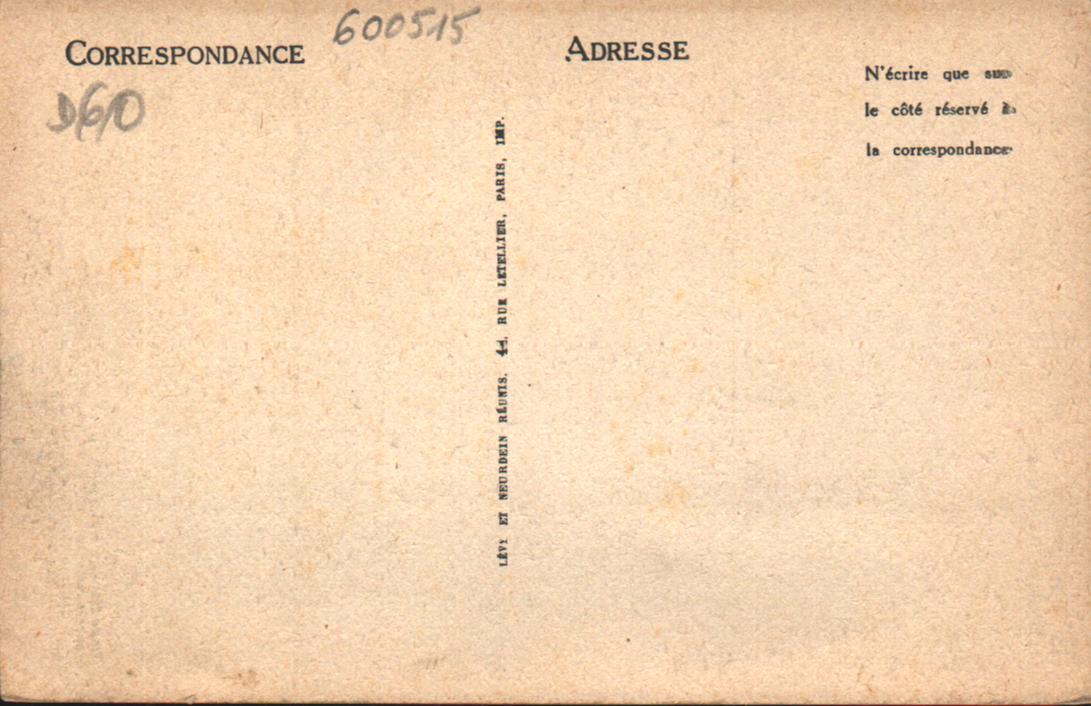 CORRESPONDANCE
600515
ADRESSE
D60
N'écrire que sur
le côté réservé à
la correspondance
LÉVY ET NEURDEIN RÉUNIS. 44, RUE LETELLIER, PARIS, IMP.